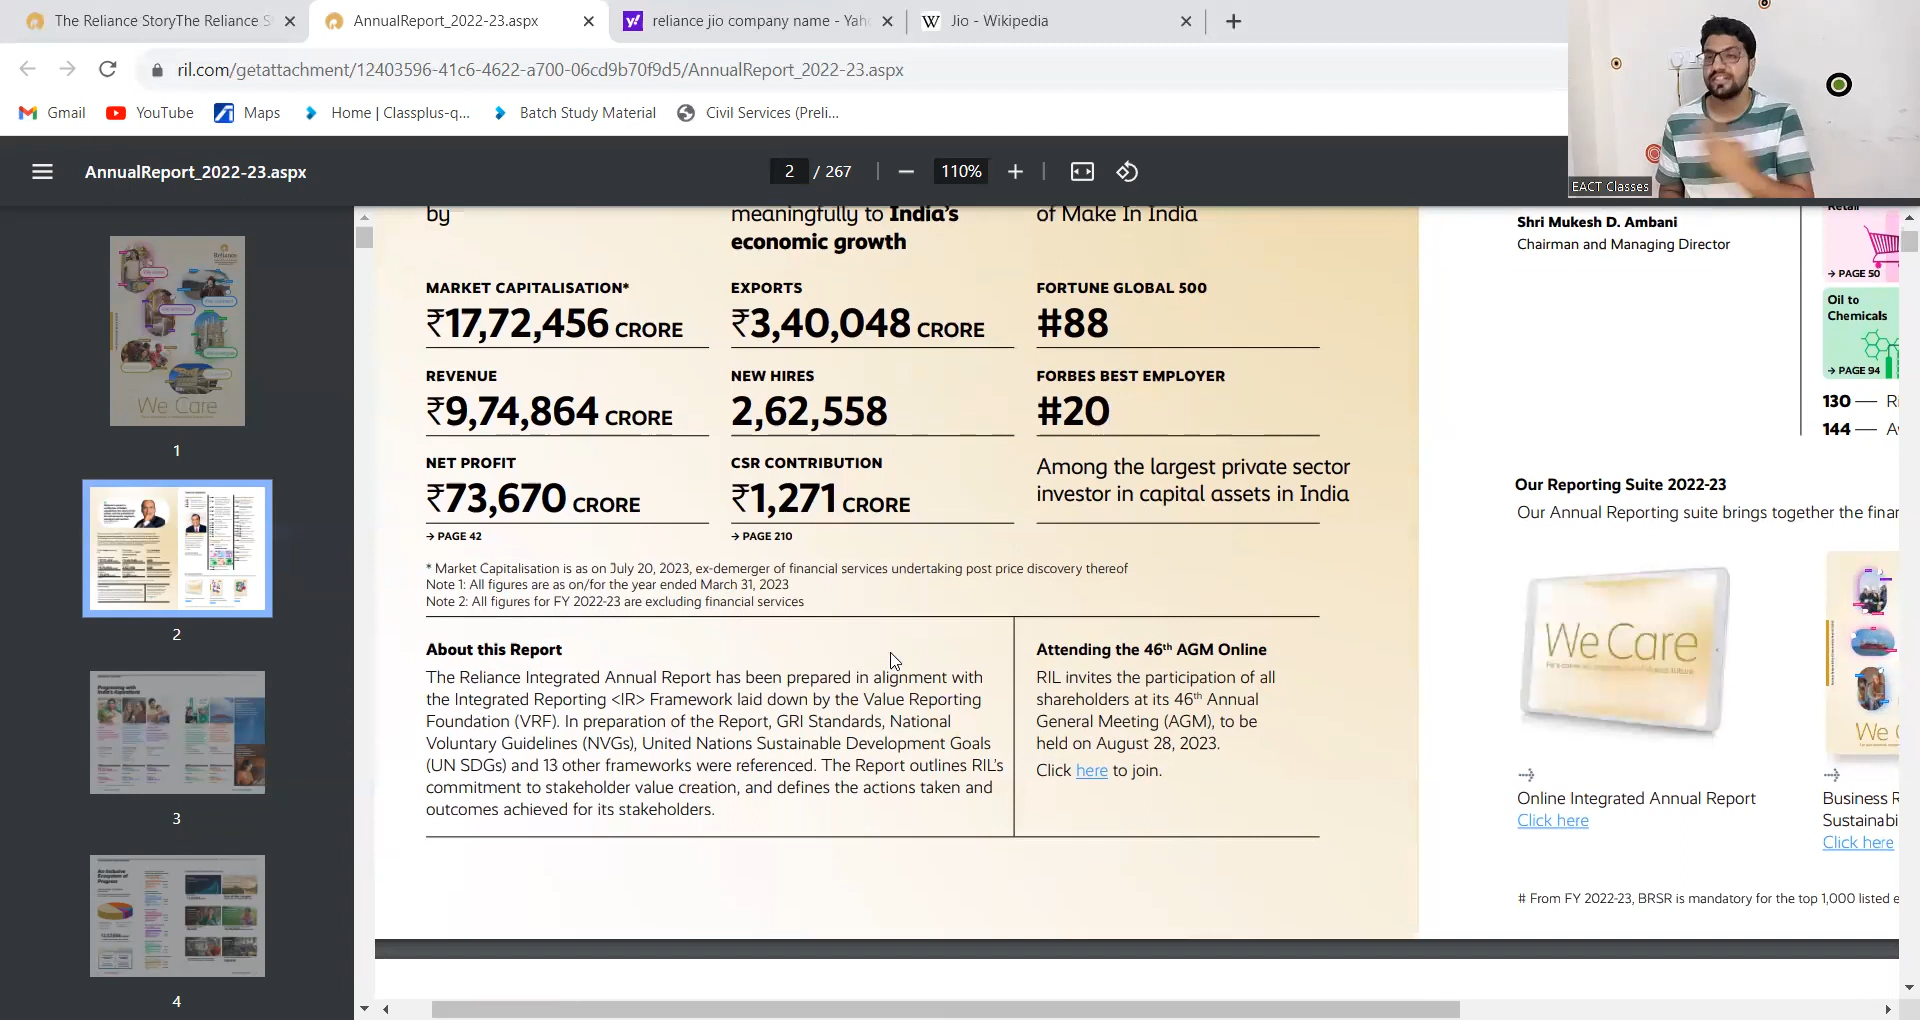 The Reliance StoryThe Reliance S
AnnualReport_2022-23.aspx
reliance jio company name - Yah
Jio - Wikipedia
ril.com/getattachment/12403596-41c6-4622-a700-06cd9b70f9d5/AnnualReport_2022-23.aspx
Gmail
YouTube
Maps
Home | Classplus-q...
Batch Study Material
Civil Services (Preli...
EACT Classes
AnnualReport_2022-23.aspx
2 / 267
110%
We Care
1
2
3
4
by
meaningfully to India's
economic growth
of Make In India
MARKET CAPITALISATION*
₹17,72,456 CRORE
EXPORTS
₹3,40,048 CRORE
FORTUNE GLOBAL 500
#88
REVENUE
₹9,74,864 CRORE
NEW HIRES
2,62,558
FORBES BEST EMPLOYER
#20
NET PROFIT
₹73,670 CRORE
→ PAGE 42
CSR CONTRIBUTION
₹1,271 CRORE
→ PAGE 210
Among the largest private sector
investor in capital assets in India
* Market Capitalisation is as on July 20, 2023, ex-demerger of financial services undertaking post price discovery thereof
Note 1: All figures are as on/for the year ended March 31, 2023
Note 2: All figures for FY 2022-23 are excluding financial services
About this Report
The Reliance Integrated Annual Report has been prepared in alignment with
the Integrated Reporting <IR> Framework laid down by the Value Reporting
Foundation (VRF). In preparation of the Report, GRI Standards, National
Voluntary Guidelines (NVGs), United Nations Sustainable Development Goals
(UN SDGs) and 13 other frameworks were referenced. The Report outlines RIL's
commitment to stakeholder value creation, and defines the actions taken and
outcomes achieved for its stakeholders.
Attending the 46th AGM Online
RIL invites the participation of all
shareholders at its 46th Annual
General Meeting (AGM), to be
held on August 28, 2023.
Click here to join.
Shri Mukesh D. Ambani
Chairman and Managing Director
Retail
→ PAGE 50
Oil to
Chemicals
→ PAGE 94
130 — Ri
144 — A
Our Reporting Suite 2022-23
Our Annual Reporting suite brings together the finan
We Care
We C
Online Integrated Annual Report
Click here
Business R
Sustainabi
Click here
# From FY 2022-23, BRSR is mandatory for the top 1,000 listed e